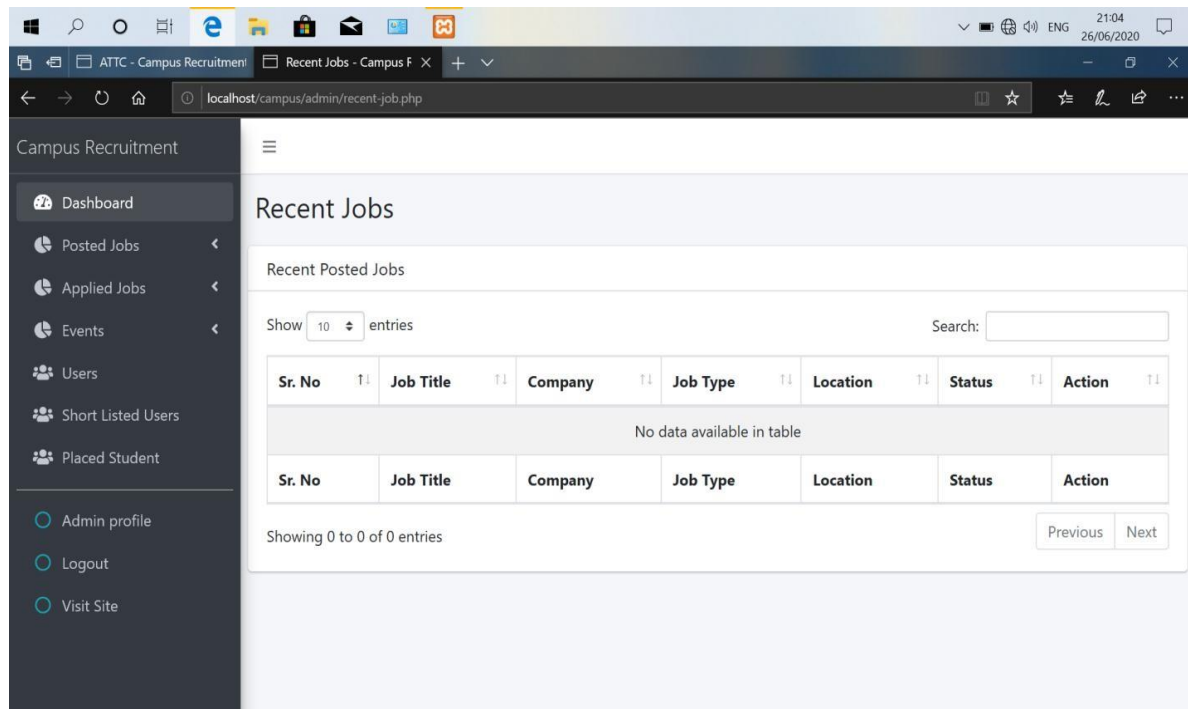 ENG
21:04
26/06/2020
ATTC - Campus Recruitment
Recent Jobs - Campus F
localhost/campus/admin/recent-job.php
Campus Recruitment
Dashboard
Posted Jobs
Applied Jobs
Events
Users
Short Listed Users
Placed Student
Admin profile
Logout
Visit Site
Recent Jobs
Recent Posted Jobs
Show 10 entries
Search:
Sr. No Job Title Company Job Type Location Status Action
No data available in table
Sr. No Job Title Company Job Type Location Status Action
Showing 0 to 0 of 0 entries
Previous Next